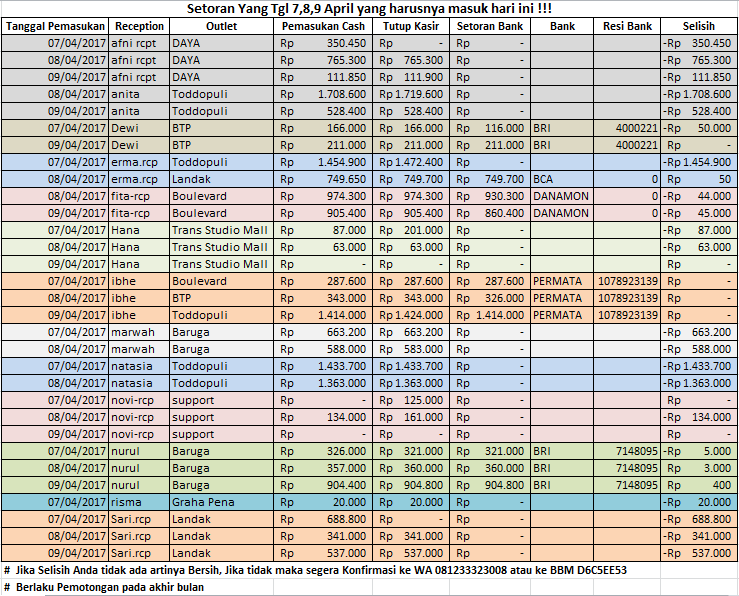 Setoran Yang Tgl 7,8,9 April yang harusnya masuk hari ini !!!
Tanggal Pemasukan Reception Outlet Pemasukan Cash Tutup Kasir Setoran Bank Bank Resi Bank Selisih
07/04/2017 afni rcpt DAYA Rp 350.450 Rp - Rp - -Rp 350.450
08/04/2017 afni rcpt DAYA Rp 765.300 Rp 765.300 Rp - -Rp 765.300
09/04/2017 afni rcpt DAYA Rp 111.850 Rp 111.900 Rp - -Rp 111.850
08/04/2017 anita Toddopuli Rp 1.708.600 Rp 1.719.600 Rp - -Rp 1.708.600
09/04/2017 anita Toddopuli Rp 528.400 Rp 528.400 Rp - -Rp 528.400
07/04/2017 Dewi BTP Rp 166.000 Rp 166.000 Rp 116.000 BRI 4000221 -Rp 50.000
09/04/2017 Dewi BTP Rp 211.000 Rp 211.000 Rp 211.000 BRI 4000221 Rp -
07/04/2017 erma.rcp Toddopuli Rp 1.454.900 Rp 1.472.400 Rp - -Rp 1.454.900
08/04/2017 erma.rcp Landak Rp 749.650 Rp 749.700 Rp 749.700 BCA 0 Rp 50
08/04/2017 fita-rcp Boulevard Rp 974.300 Rp 974.300 Rp 930.300 DANAMON 0 -Rp 44.000
09/04/2017 fita-rcp Boulevard Rp 905.400 Rp 905.400 Rp 860.400 DANAMON 0 -Rp 45.000
07/04/2017 Hana Trans Studio Mall Rp 87.000 Rp 201.000 Rp - -Rp 87.000
08/04/2017 Hana Trans Studio Mall Rp 63.000 Rp 63.000 Rp - -Rp 63.000
09/04/2017 Hana Trans Studio Mall Rp - Rp - Rp - Rp -
07/04/2017 ibhe Boulevard Rp 287.600 Rp 287.600 Rp 287.600 PERMATA 1078923139 Rp -
08/04/2017 ibhe BTP Rp 343.000 Rp 343.000 Rp 326.000 PERMATA 1078923139 Rp -
09/04/2017 ibhe Toddopuli Rp 1.414.000 Rp 1.424.000 Rp 1.414.000 PERMATA 1078923139 Rp -
07/04/2017 marwah Baruga Rp 663.200 Rp 663.200 Rp - -Rp 663.200
08/04/2017 marwah Baruga Rp 588.000 Rp 583.000 Rp - -Rp 588.000
07/04/2017 natasia Toddopuli Rp 1.433.700 Rp 1.433.700 Rp - -Rp 1.433.700
08/04/2017 natasia Toddopuli Rp 1.363.000 Rp 1.363.000 Rp - -Rp 1.363.000
07/04/2017 novi-rcp support Rp - Rp 125.000 Rp - Rp -
08/04/2017 novi-rcp support Rp 134.000 Rp 161.000 Rp - -Rp 134.000
09/04/2017 novi-rcp support Rp - Rp - Rp - Rp -
07/04/2017 nurul Baruga Rp 326.000 Rp 321.000 Rp 321.000 BRI 7148095 -Rp 5.000
08/04/2017 nurul Baruga Rp 357.000 Rp 360.000 Rp 360.000 BRI 7148095 Rp 3.000
09/04/2017 nurul Baruga Rp 904.400 Rp 904.800 Rp 904.800 BRI 7148095 Rp 400
07/04/2017 risma Graha Pena Rp 20.000 Rp 20.000 Rp - -Rp 20.000
07/04/2017 Sari.rcp Landak Rp 688.800 Rp - Rp - -Rp 688.800
08/04/2017 Sari.rcp Landak Rp 341.000 Rp 341.000 Rp - -Rp 341.000
09/04/2017 Sari.rcp Landak Rp 537.000 Rp 537.000 Rp - -Rp 537.000
# Jika Selisih Anda tidak ada artinya Bersih, Jika tidak maka segera Konfirmasi ke WA 081233323008 atau ke BBM D6C5EE53
# Berlaku Pemotongan pada akhir bulan